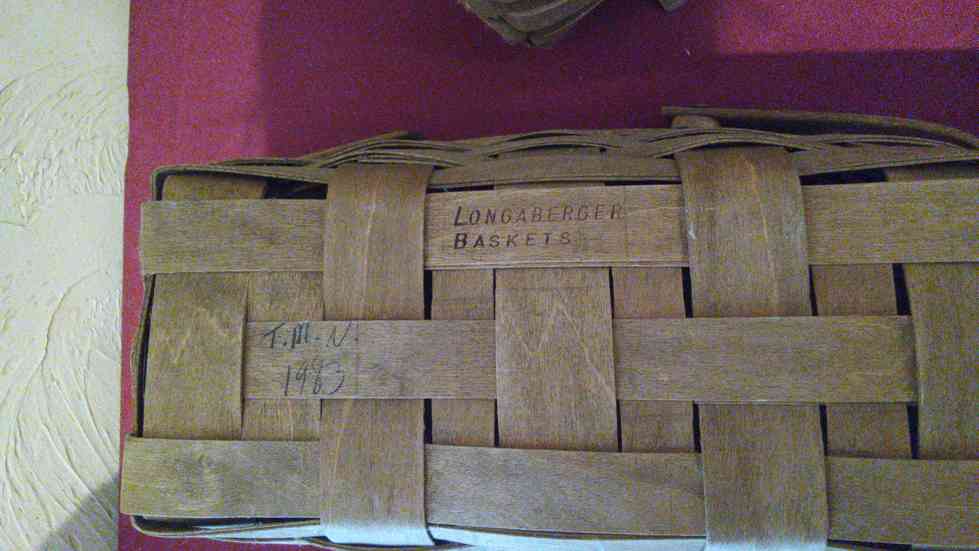 LONGABERGER
BASKETS
T.M.N.
1983